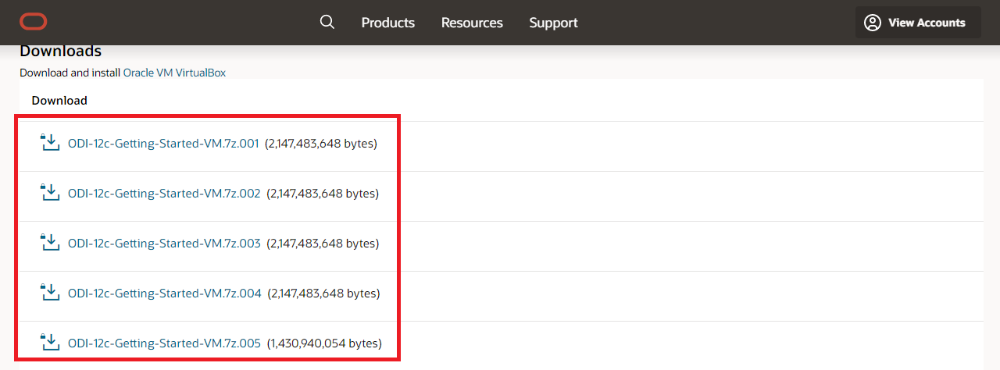 Products Resources Support View Accounts
Downloads
Download and install Oracle VM VirtualBox
Download
ODI-12c-Getting-Started-VM.7z.001 (2,147,483,648 bytes)
ODI-12c-Getting-Started-VM.7z.002 (2,147,483,648 bytes)
ODI-12c-Getting-Started-VM.7z.003 (2,147,483,648 bytes)
ODI-12c-Getting-Started-VM.7z.004 (2,147,483,648 bytes)
ODI-12c-Getting-Started-VM.7z.005 (1,430,940,054 bytes)